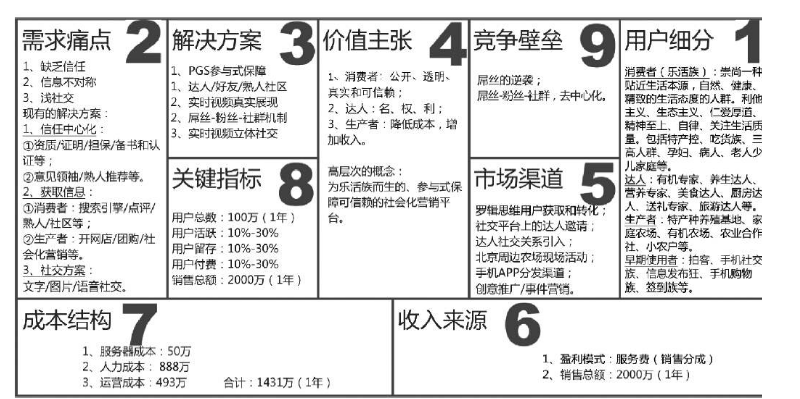 需求痛点 2
1、缺乏信任
2、信息不对称
3、浅社交
现有的解决方案：
1、信任中心化：
①资质/证明/担保/备书和认
证等；
②意见领袖/熟人推荐等。
2、获取信息：
①消费者：搜索引擎/点评/
熟人/社区等；
②生产者：开网店/团购/社
会化营销等。
3、社交方案：
文字/图片/语音社交。
解决方案 3
1、PGS参与式保障
1、达人/好友/熟人社区
2、实时视频真实展现
2、屌丝-粉丝-社群机制
3、实时视频立体社交
关键指标 8
用户总数：100万（1年）
用户活跃：10%-30%
用户留存：10%-30%
用户付费：10%-30%
销售总额：2000万（1年）
价值主张 4
1、消费者：公开、透明、
真实和可信赖；
2、达人：名、权、利；
3、生产者：降低成本，增
加收入。
高层次的概念：
为乐活族而生的、参与式保
障可信赖的社会化营销平
台。
竞争壁垒 9
屌丝的逆袭；
屌丝-粉丝-社群，去中心化。
市场渠道 5
罗辑思维用户获取和转化；
社交平台上的达人邀请；
达人社交关系引入；
北京周边农场现场活动；
手机APP分发渠道；
创意推广/事件营销。
用户细分 1
消费者（乐活族）：崇尚一种
贴近生活本源，自然、健康、
精致的生活态度的人群。利他
主义、生态主义、仁爱厚道、
精神至上、自律、关注生活质
量。包括特产控、吃货族、三
高人群、孕妇、病人、老人少
儿家庭等。
达人：有机专家、养生达人、
营养专家、美食达人、厨房达
人、送礼专家、旅游达人等。
生产者：特产种养殖基地、家
庭农场、有机农场、农业合作
社、小农户等。
早期使用者：拍客、手机社交
族、信息发布狂、手机购物
族、签到族等。
成本结构 7
1、服务器成本：50万
2、人力成本：888万
3、运营成本：493万 合计：1431万（1年）
收入来源 6
1、盈利模式：服务费（销售分成）
2、销售总额：2000万（1年）